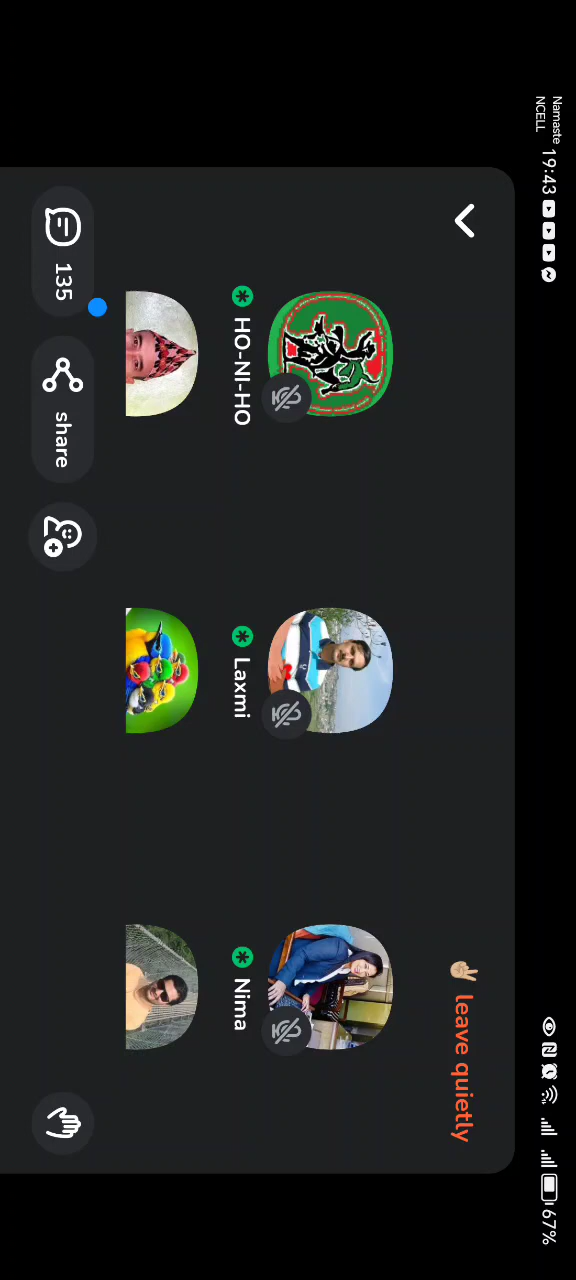 Namaste
NCELL
19:43
67%
leave quietly
HO-NI-HO
Laxmi
Nima
135
share